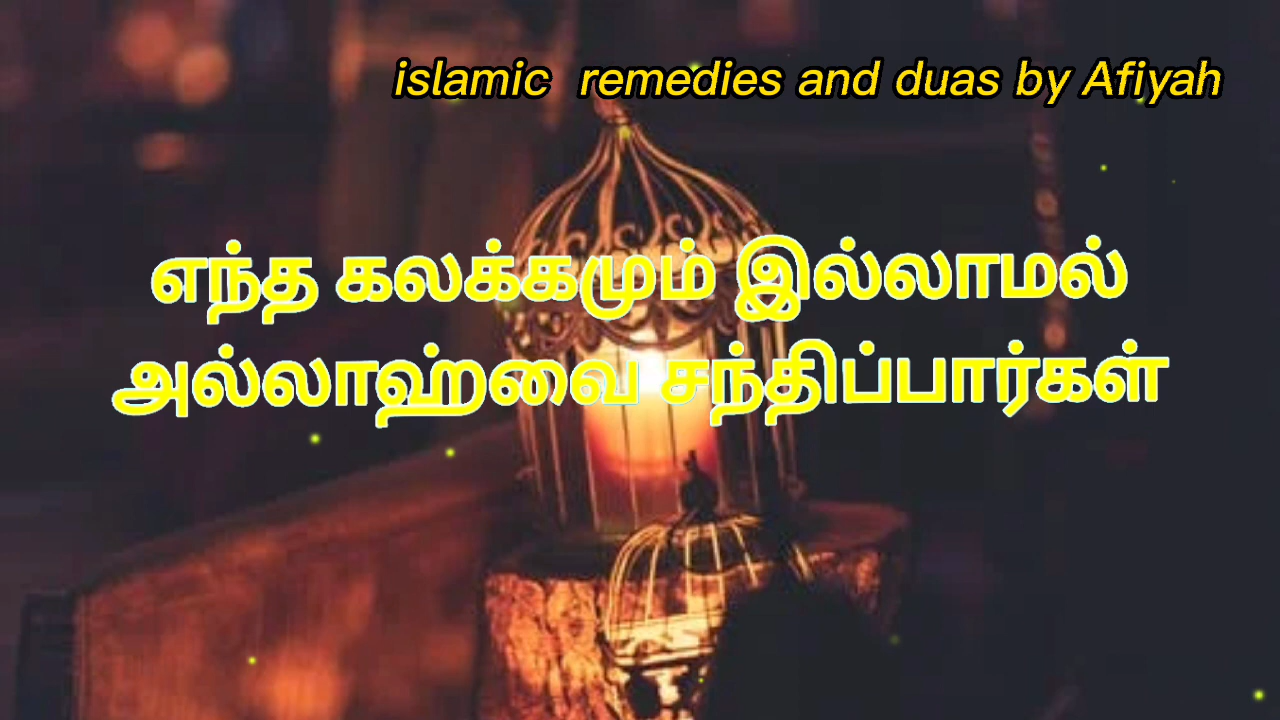 islamic remedies and duas by Afiyah
எந்த கலக்கமும் இல்லாமல்
அல்லாஹ்வை சந்திப்பார்கள்